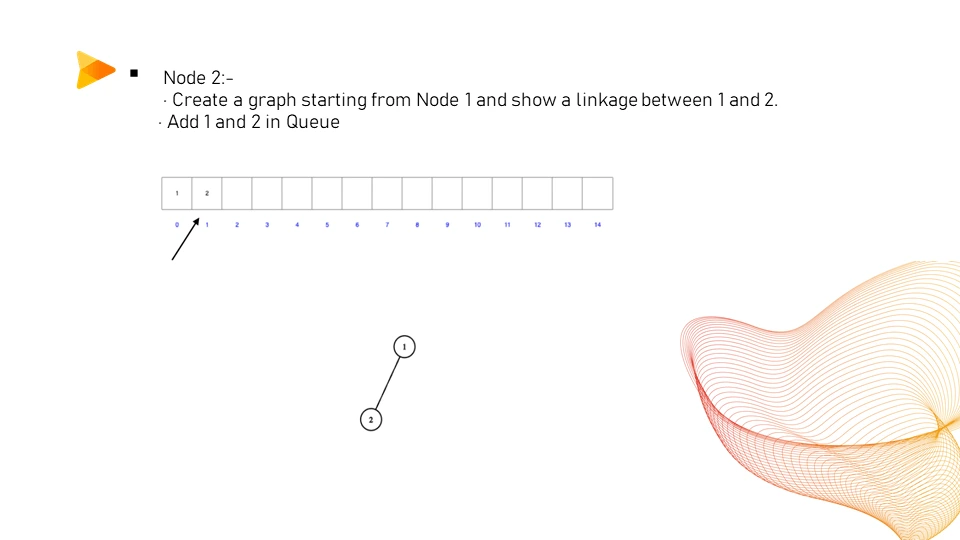 ▪ Node 2:-
· Create a graph starting from Node 1 and show a linkage between 1 and 2.
· Add 1 and 2 in Queue
1 2
0 1 2 3 4 5 6 7 8 9 10 11 12 13 14
1
2